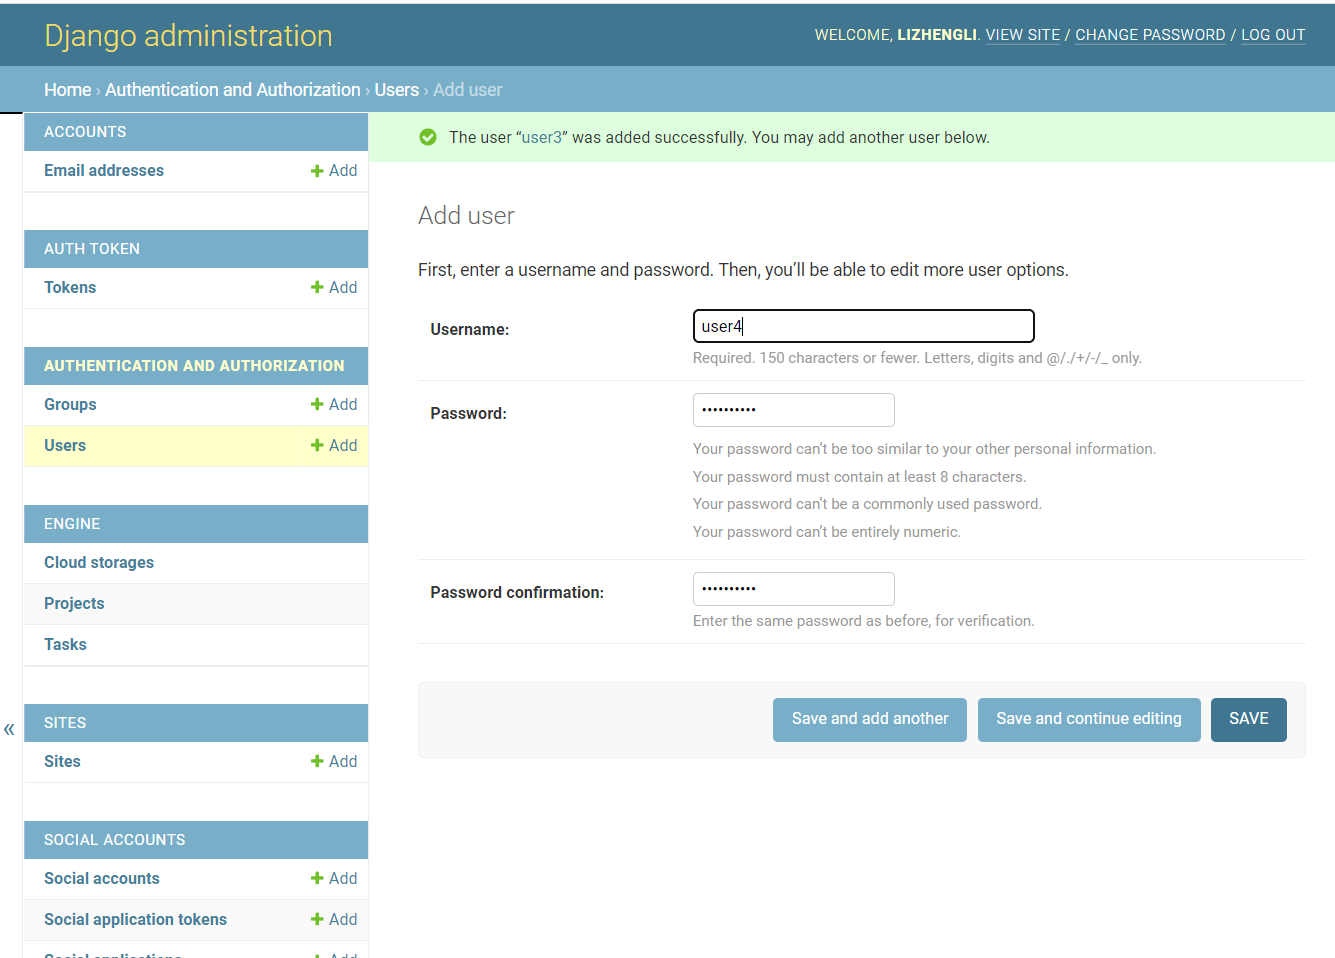 Django administration
WELCOME, LIZHENGLI. VIEW SITE / CHANGE PASSWORD / LOG OUT
Home › Authentication and Authorization › Users › Add user
ACCOUNTS
Email addresses
Add
AUTH TOKEN
Tokens
Add
AUTHENTICATION AND AUTHORIZATION
Groups
Add
Users
Add
ENGINE
Cloud storages
Projects
Tasks
«
SITES
Sites
Add
SOCIAL ACCOUNTS
Social accounts
Add
Social application tokens
Add
Social applications
Add
The user “user3” was added successfully. You may add another user below.
Add user
First, enter a username and password. Then, you’ll be able to edit more user options.
Username:
user4
Required. 150 characters or fewer. Letters, digits and @/./+/-/_ only.
Password:
••••••••••
Your password can’t be too similar to your other personal information.
Your password must contain at least 8 characters.
Your password can’t be a commonly used password.
Your password can’t be entirely numeric.
Password confirmation:
••••••••••
Enter the same password as before, for verification.
Save and add another
Save and continue editing
SAVE